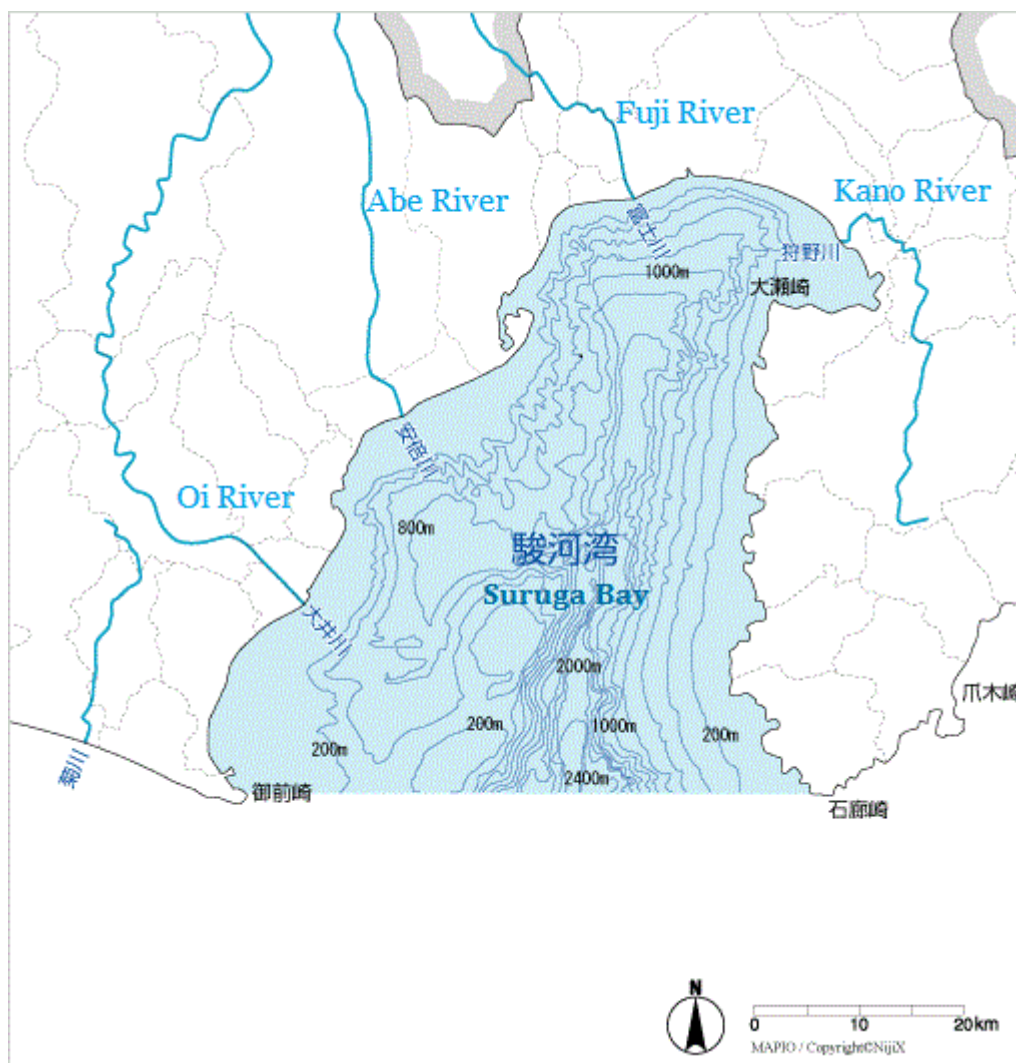 Fuji River
Kano River
Abe River
富士川
狩野川
1000m
大瀬崎
安倍川
Oi River
800m
駿河湾
Suruga Bay
大井川
2000m
爪木崎
200m
1000m
200m
200m
菊川
2400m
御前崎
石廊崎
N
0 10 20km
MAPIO / Copyright©NijiX